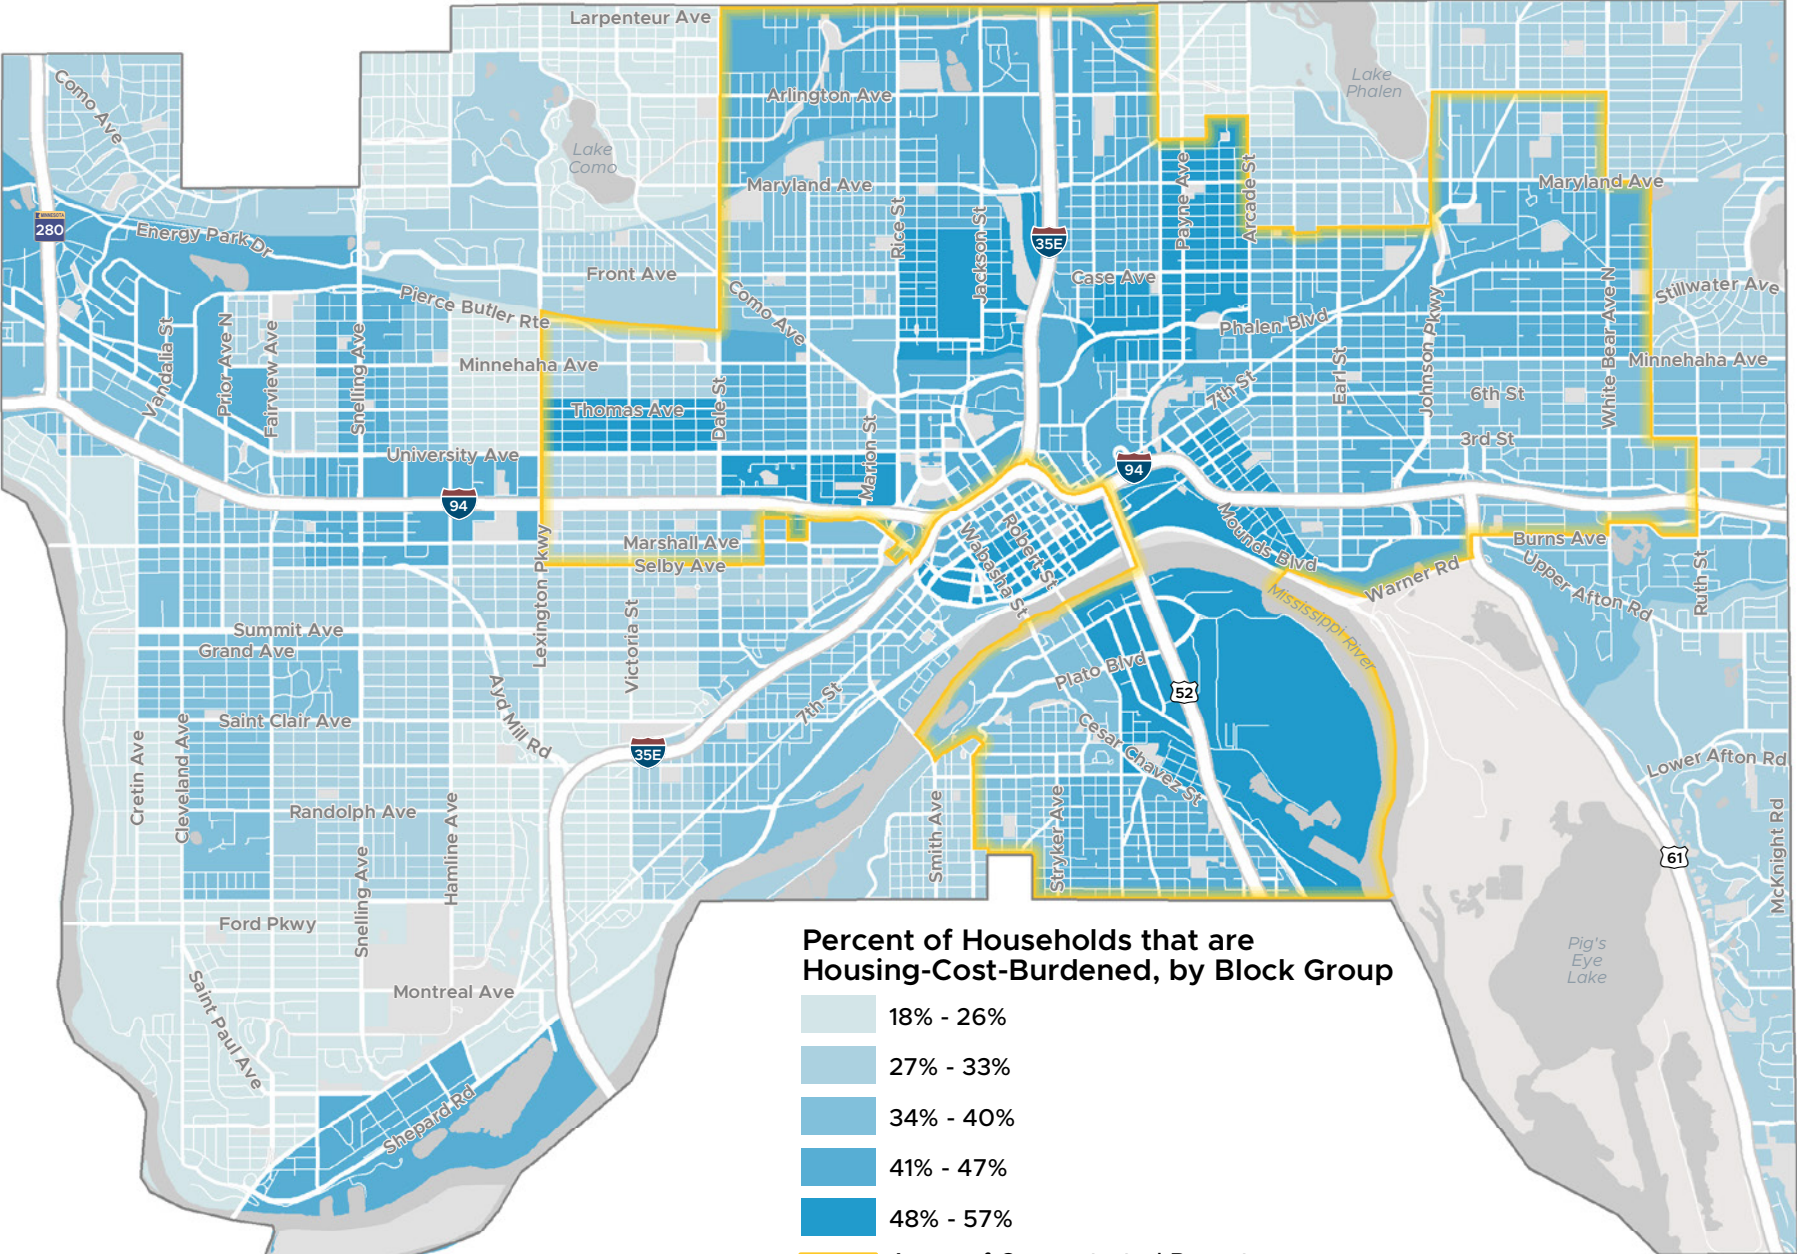 Larpenteur Ave
Como Ave
Lake
Phalen
Arlington Ave
Lake
Como
Maryland Ave
Payne Ave
Arcade St
Maryland Ave
MINNESOTA
280
Energy Park Dr
Rice St
Jackson St
35E
Front Ave
Case Ave
Pierce Butler Rte
Como Ave
Phalen Blvd
Stillwater Ave
Vandalia St
Prior Ave N
Fairview Ave
Snelling Ave
Minnehaha Ave
Johnson Pkwy
White Bear Ave N
Minnehaha Ave
Thomas Ave
Dale St
7th St
Earl St
6th St
University Ave
Marion St
3rd St
94
94
Marshall Ave
Selby Ave
Lexington Pkwy
Wabasha St
Robert St
Mounds Blvd
Burns Ave
Warner Rd
Upper Afton Rd
Ruth St
Mississippi River
Summit Ave
Grand Ave
Victoria St
Ayd Mill Rd
Plato Blvd
52
7th St
Saint Clair Ave
Cesar Chavez St
35E
Lower Afton Rd
Cretin Ave
Cleveland Ave
Randolph Ave
Hamline Ave
Smith Ave
Stryker Ave
61
McKnight Rd
Ford Pkwy
Snelling Ave
Pig's
Eye
Lake
Saint Paul Ave
Montreal Ave
Shepard Rd
Percent of Households that are
Housing-Cost-Burdened, by Block Group
18% - 26%
27% - 33%
34% - 40%
41% - 47%
48% - 57%